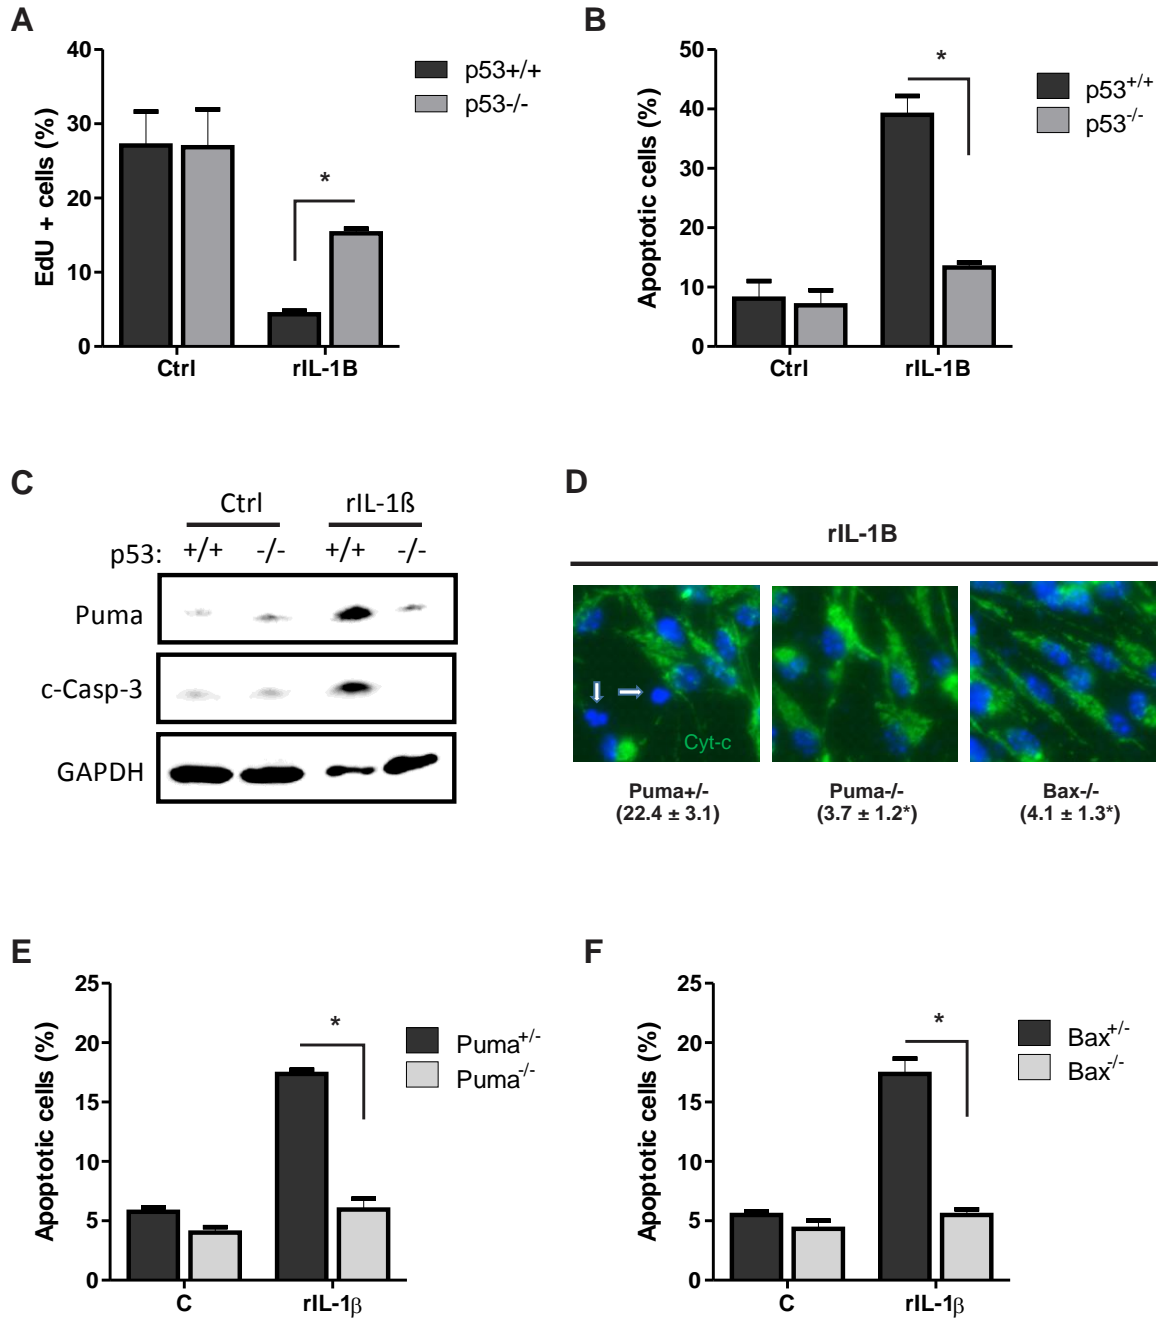 A
40
30
20
10
0
EdU + cells (%)
*
Ctrl
rIL-1B
p53+/+
p53-/-
B
50
40
30
20
10
0
Apoptotic cells (%)
*
Ctrl
rIL-1B
p53+/+
p53-/-
C
Ctrl rIL-1ß
p53: +/+ -/- +/+ -/-
Puma
c-Casp-3
GAPDH
D
rIL-1B
Cyt-c
Puma+/- Puma-/- Bax-/-
(22.4 ± 3.1) (3.7 ± 1.2*) (4.1 ± 1.3*)
E
25
20
15
10
5
0
Apoptotic cells (%)
*
C
rIL-1β
Puma+/-
Puma-/-
F
25
20
15
10
5
0
Apoptotic cells (%)
*
C
rIL-1β
Bax+/-
Bax-/-